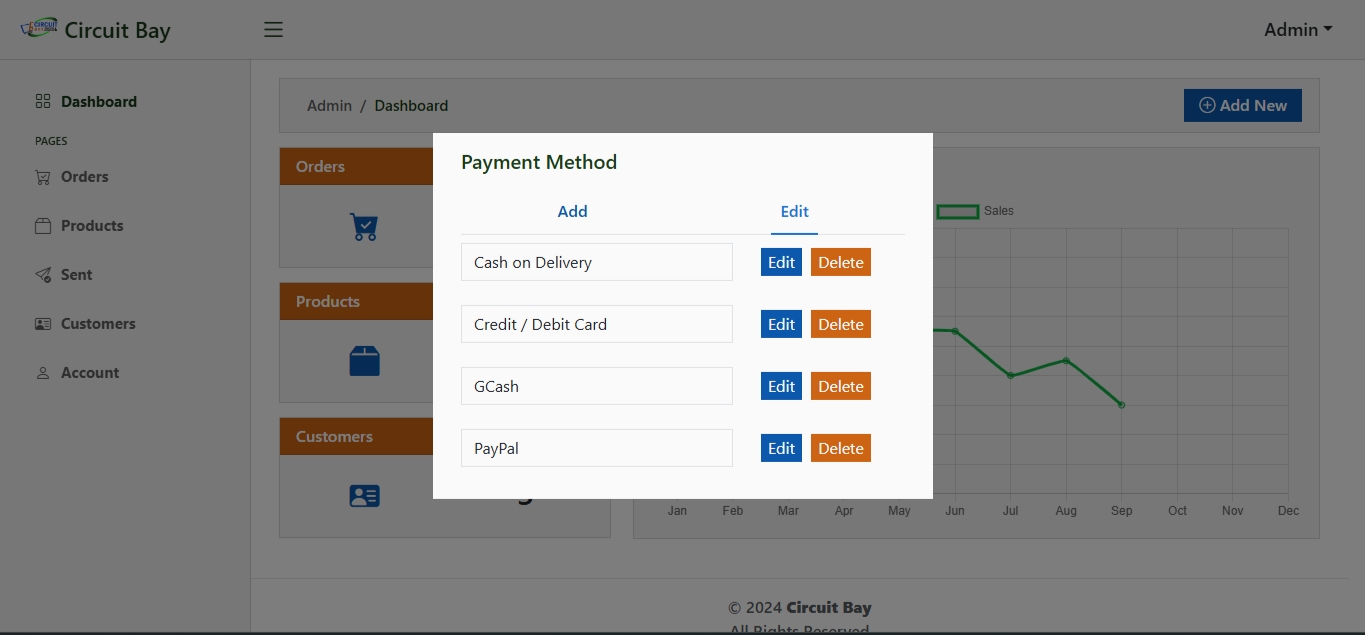 Circuit Bay
Admin
Dashboard
PAGES
Orders
Products
Sent
Customers
Account
Admin / Dashboard
Add New
Orders
Products
Customers
Payment Method
Add Edit
Cash on Delivery Edit Delete
Credit / Debit Card Edit Delete
GCash Edit Delete
PayPal Edit Delete
Sales
Jan Feb Mar Apr May Jun Jul Aug Sep Oct Nov Dec
© 2024 Circuit Bay
All Rights Reserved